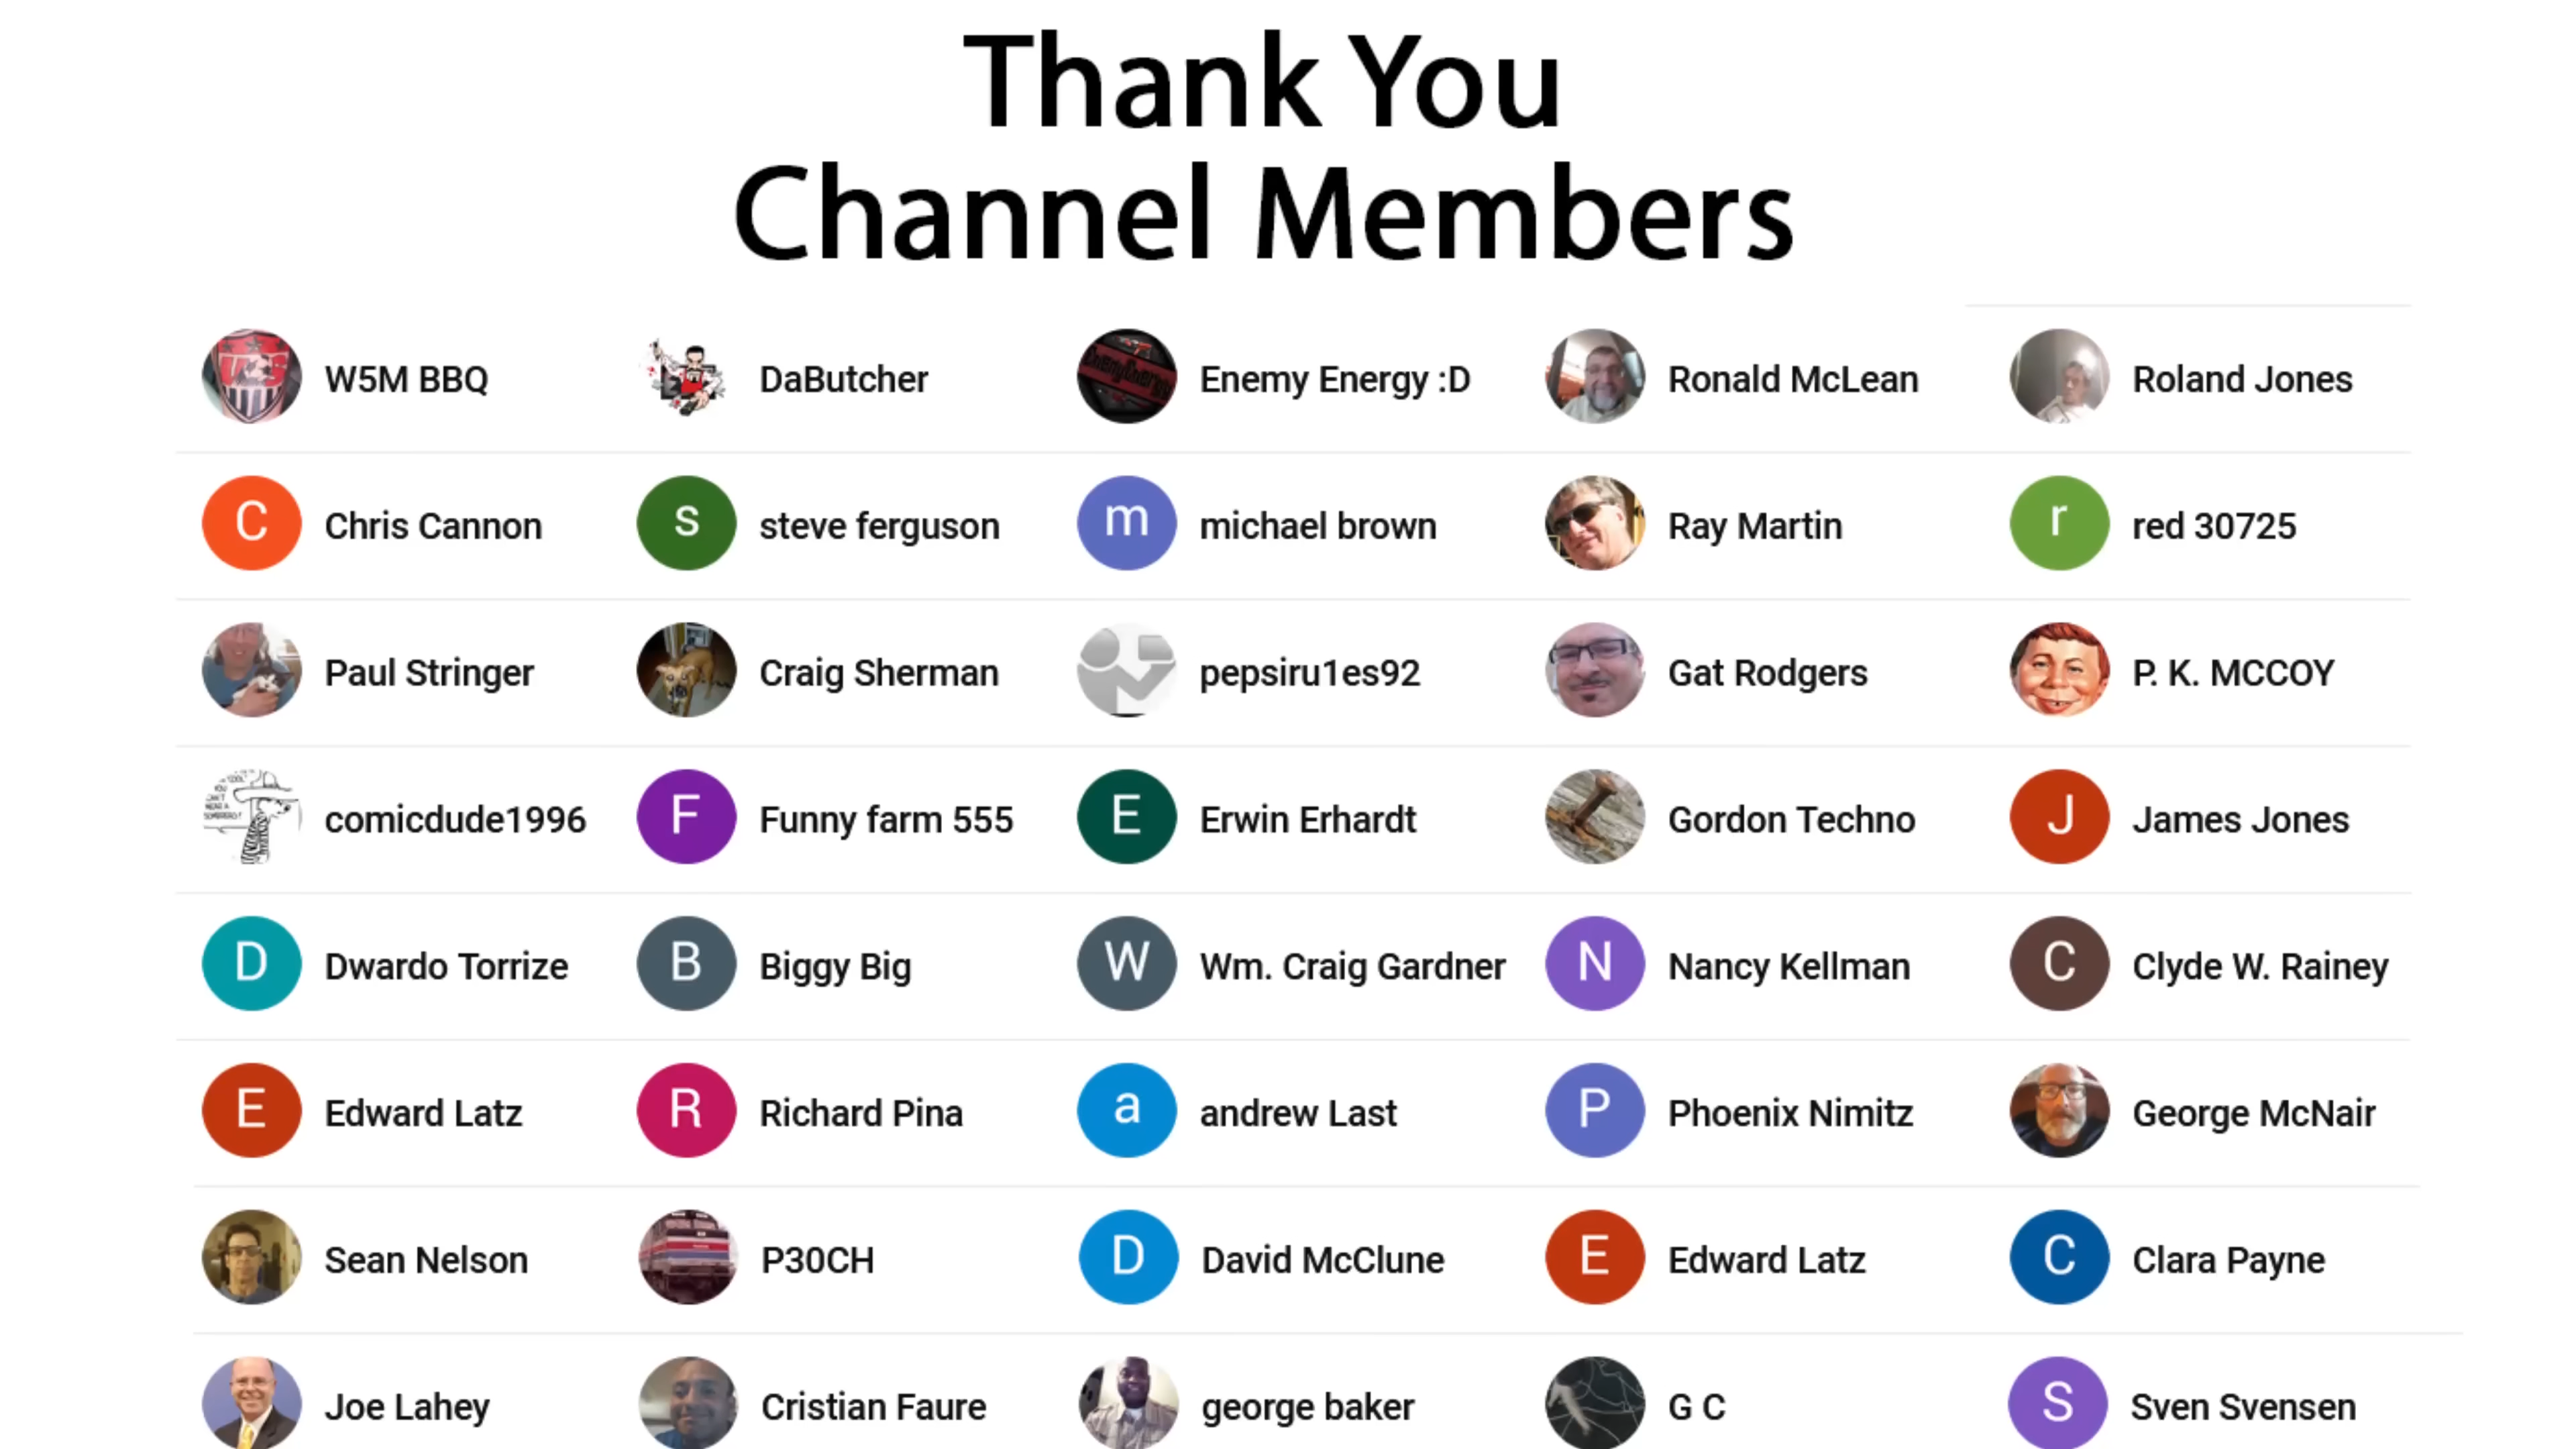 Thank You
Channel Members
W5M BBQ DaButcher Enemy Energy :D Ronald McLean Roland Jones
C Chris Cannon s steve ferguson m michael brown Ray Martin r red 30725
Paul Stringer Craig Sherman pepsiru1es92 Gat Rodgers P. K. MCCOY
comicdude1996 F Funny farm 555 E Erwin Erhardt Gordon Techno J James Jones
D Dwardo Torrize B Biggy Big W Wm. Craig Gardner N Nancy Kellman C Clyde W. Rainey
E Edward Latz R Richard Pina a andrew Last P Phoenix Nimitz George McNair
Sean Nelson P30CH D David McClune E Edward Latz C Clara Payne
Joe Lahey Cristian Faure george baker G C S Sven Svensen